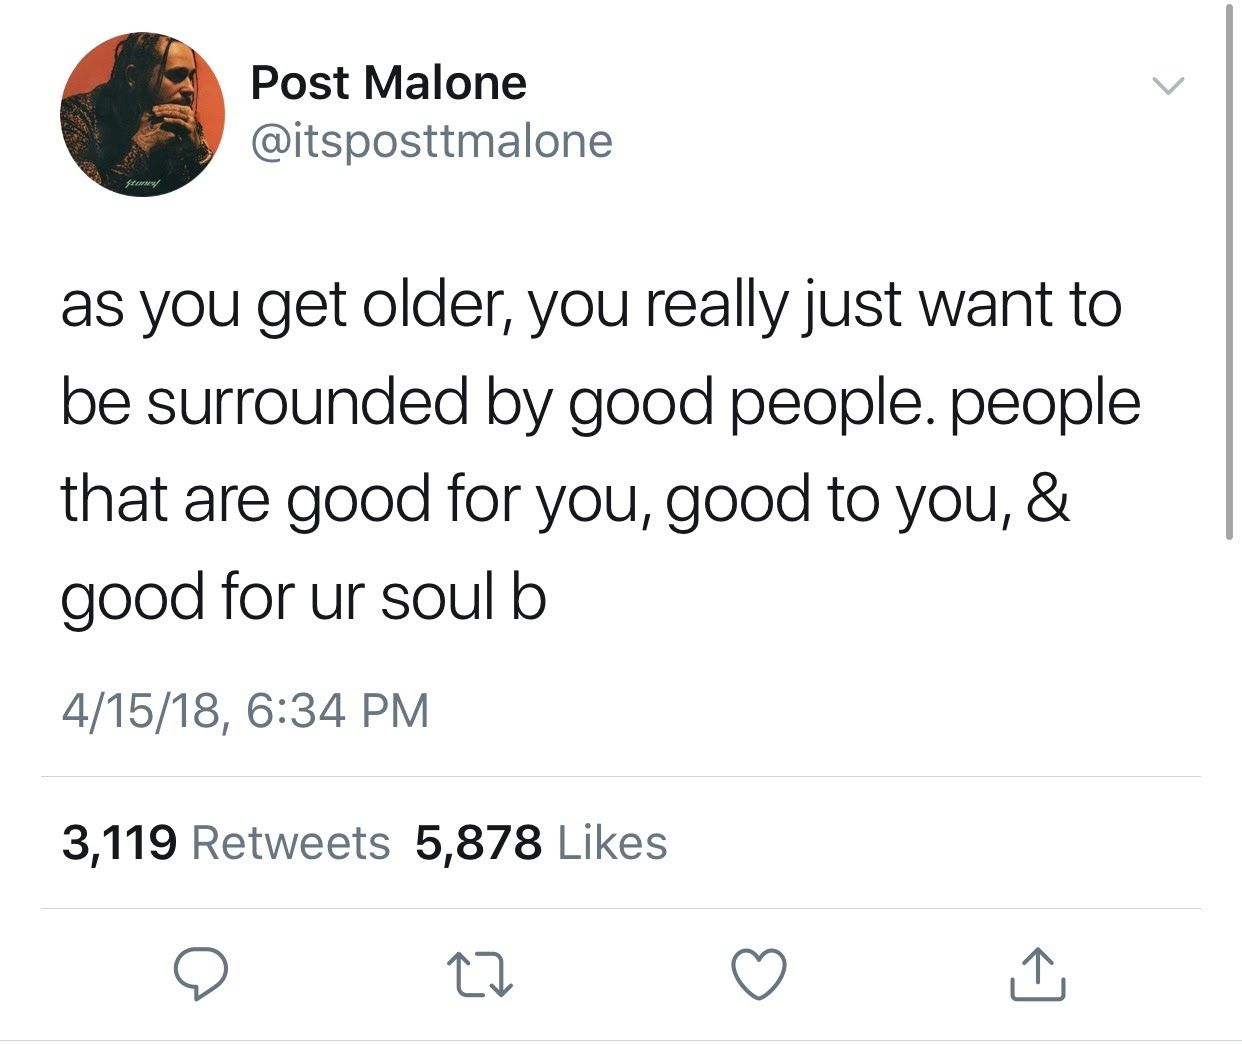 Post Malone
@itsposttmalone
Stoney
as you get older, you really just want to
be surrounded by good people. people
that are good for you, good to you, &
good for ur soul b
4/15/18, 6:34 PM
3,119 Retweets 5,878 Likes